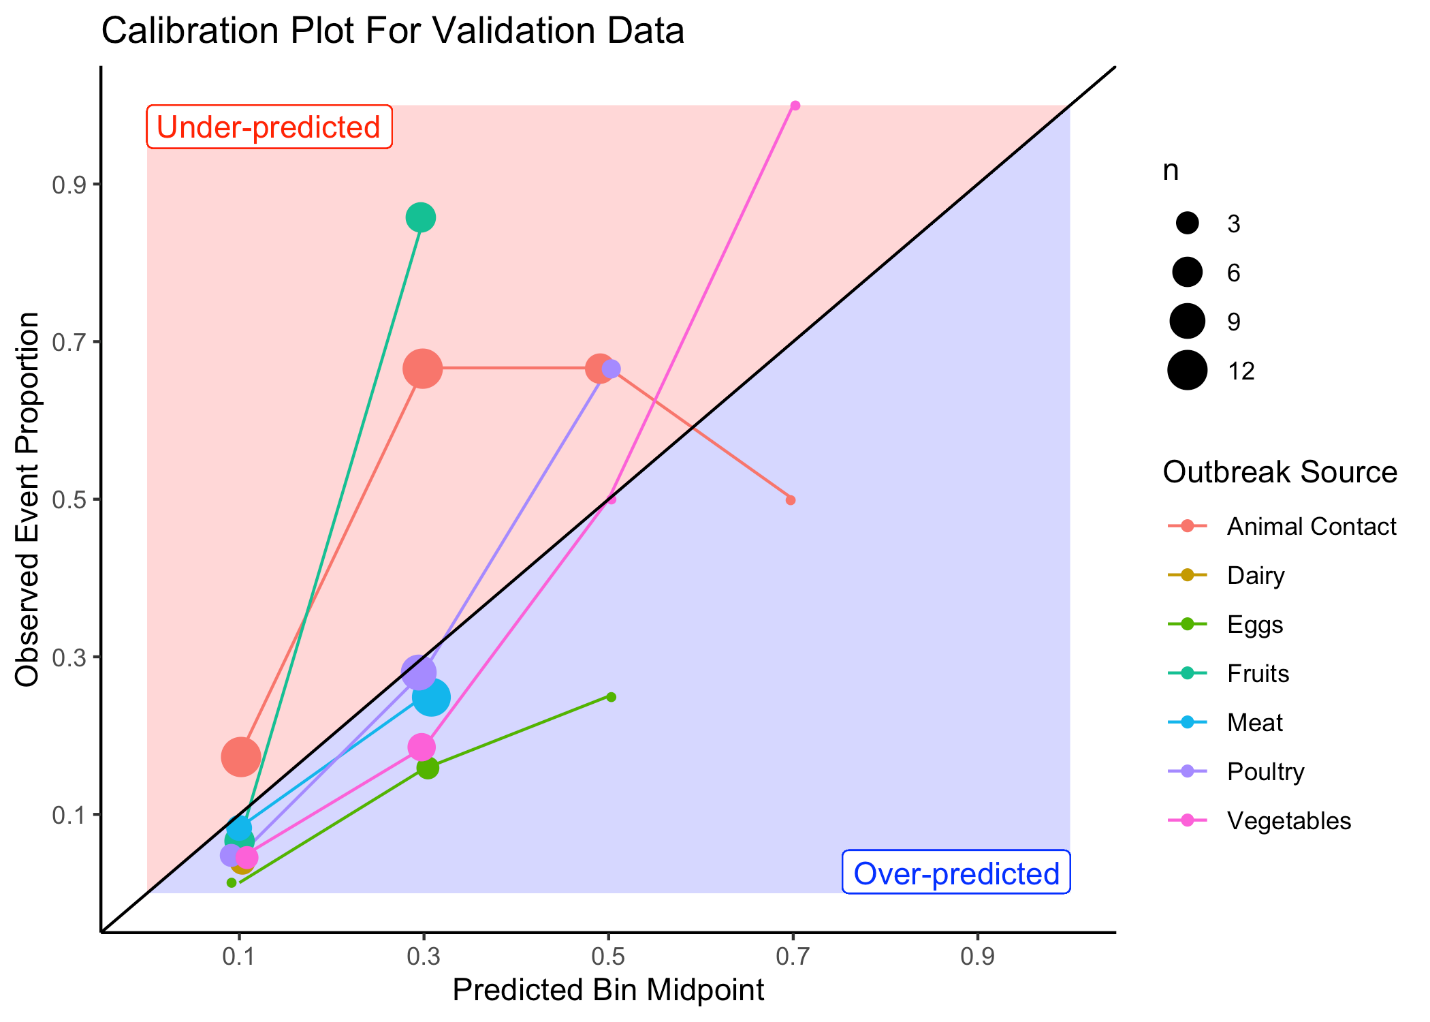 Calibration Plot For Validation Data
Under-predicted
Over-predicted
0.9
0.7
0.5
0.3
0.1
Observed Event Proportion
0.1
0.3
0.5
0.7
0.9
Predicted Bin Midpoint
n
3
6
9
12
Outbreak Source
Animal Contact
Dairy
Eggs
Fruits
Meat
Poultry
Vegetables